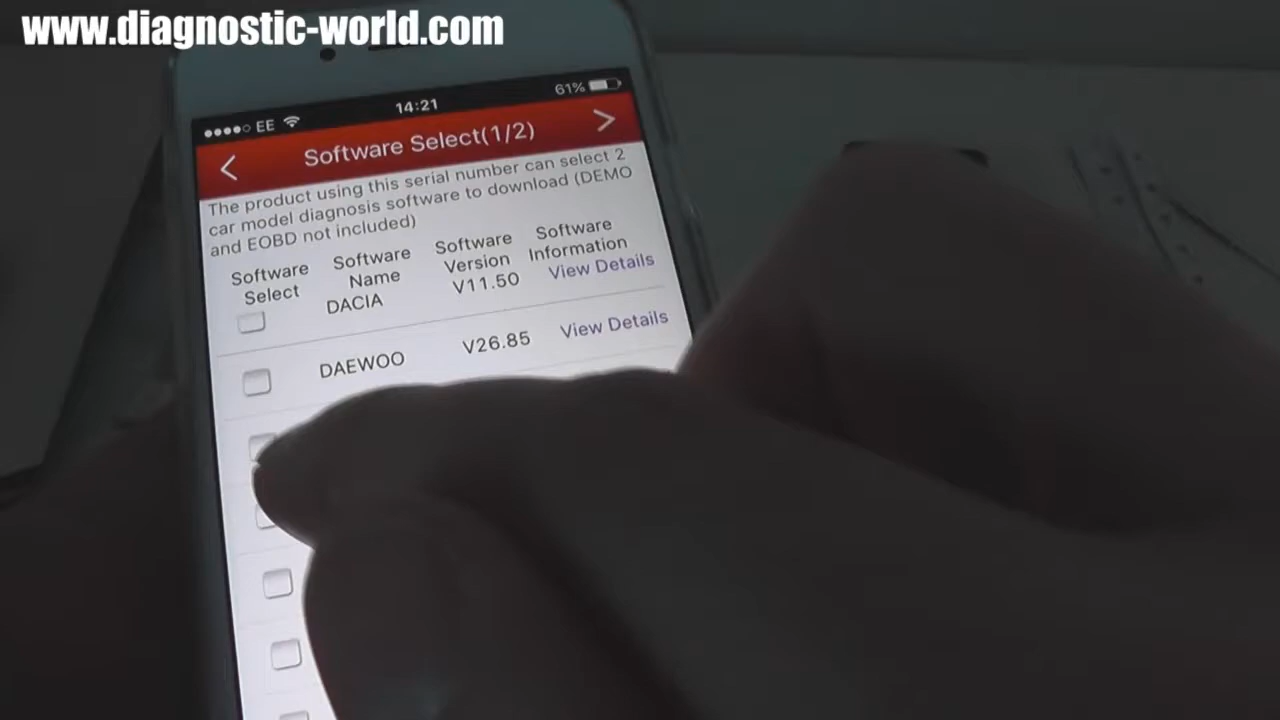 www.diagnostic-world.com
EE 14:21 61%
Software Select(1/2)
The product using this serial number can select 2
car model diagnosis software to download (DEMO
and EOBD not included)
Software Select Software Name Software Version Software Information
DACIA V11.50 View Details
DAEWOO V26.85 View Details